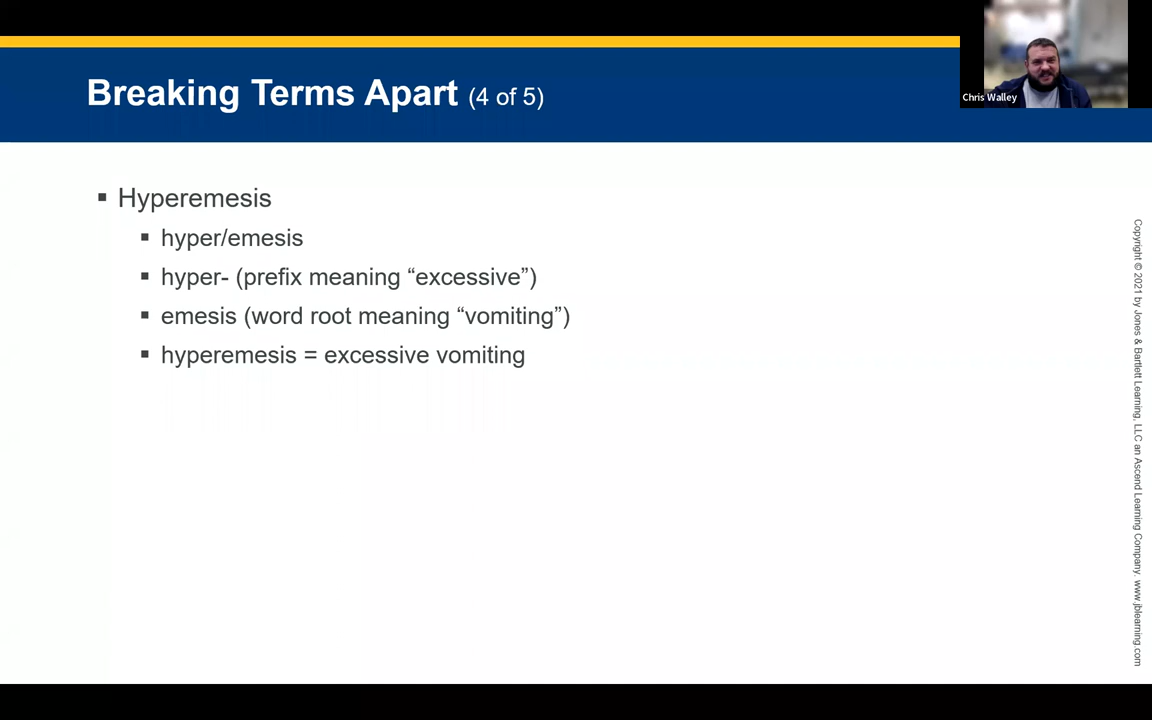 Breaking Terms Apart (4 of 5)
Chris Walley
▪ Hyperemesis
▪ hyper/emesis
▪ hyper- (prefix meaning “excessive”)
▪ emesis (word root meaning “vomiting”)
▪ hyperemesis = excessive vomiting
Copyright © 2021 by Jones & Bartlett Learning, LLC an Ascend Learning Company. www.jblearning.com